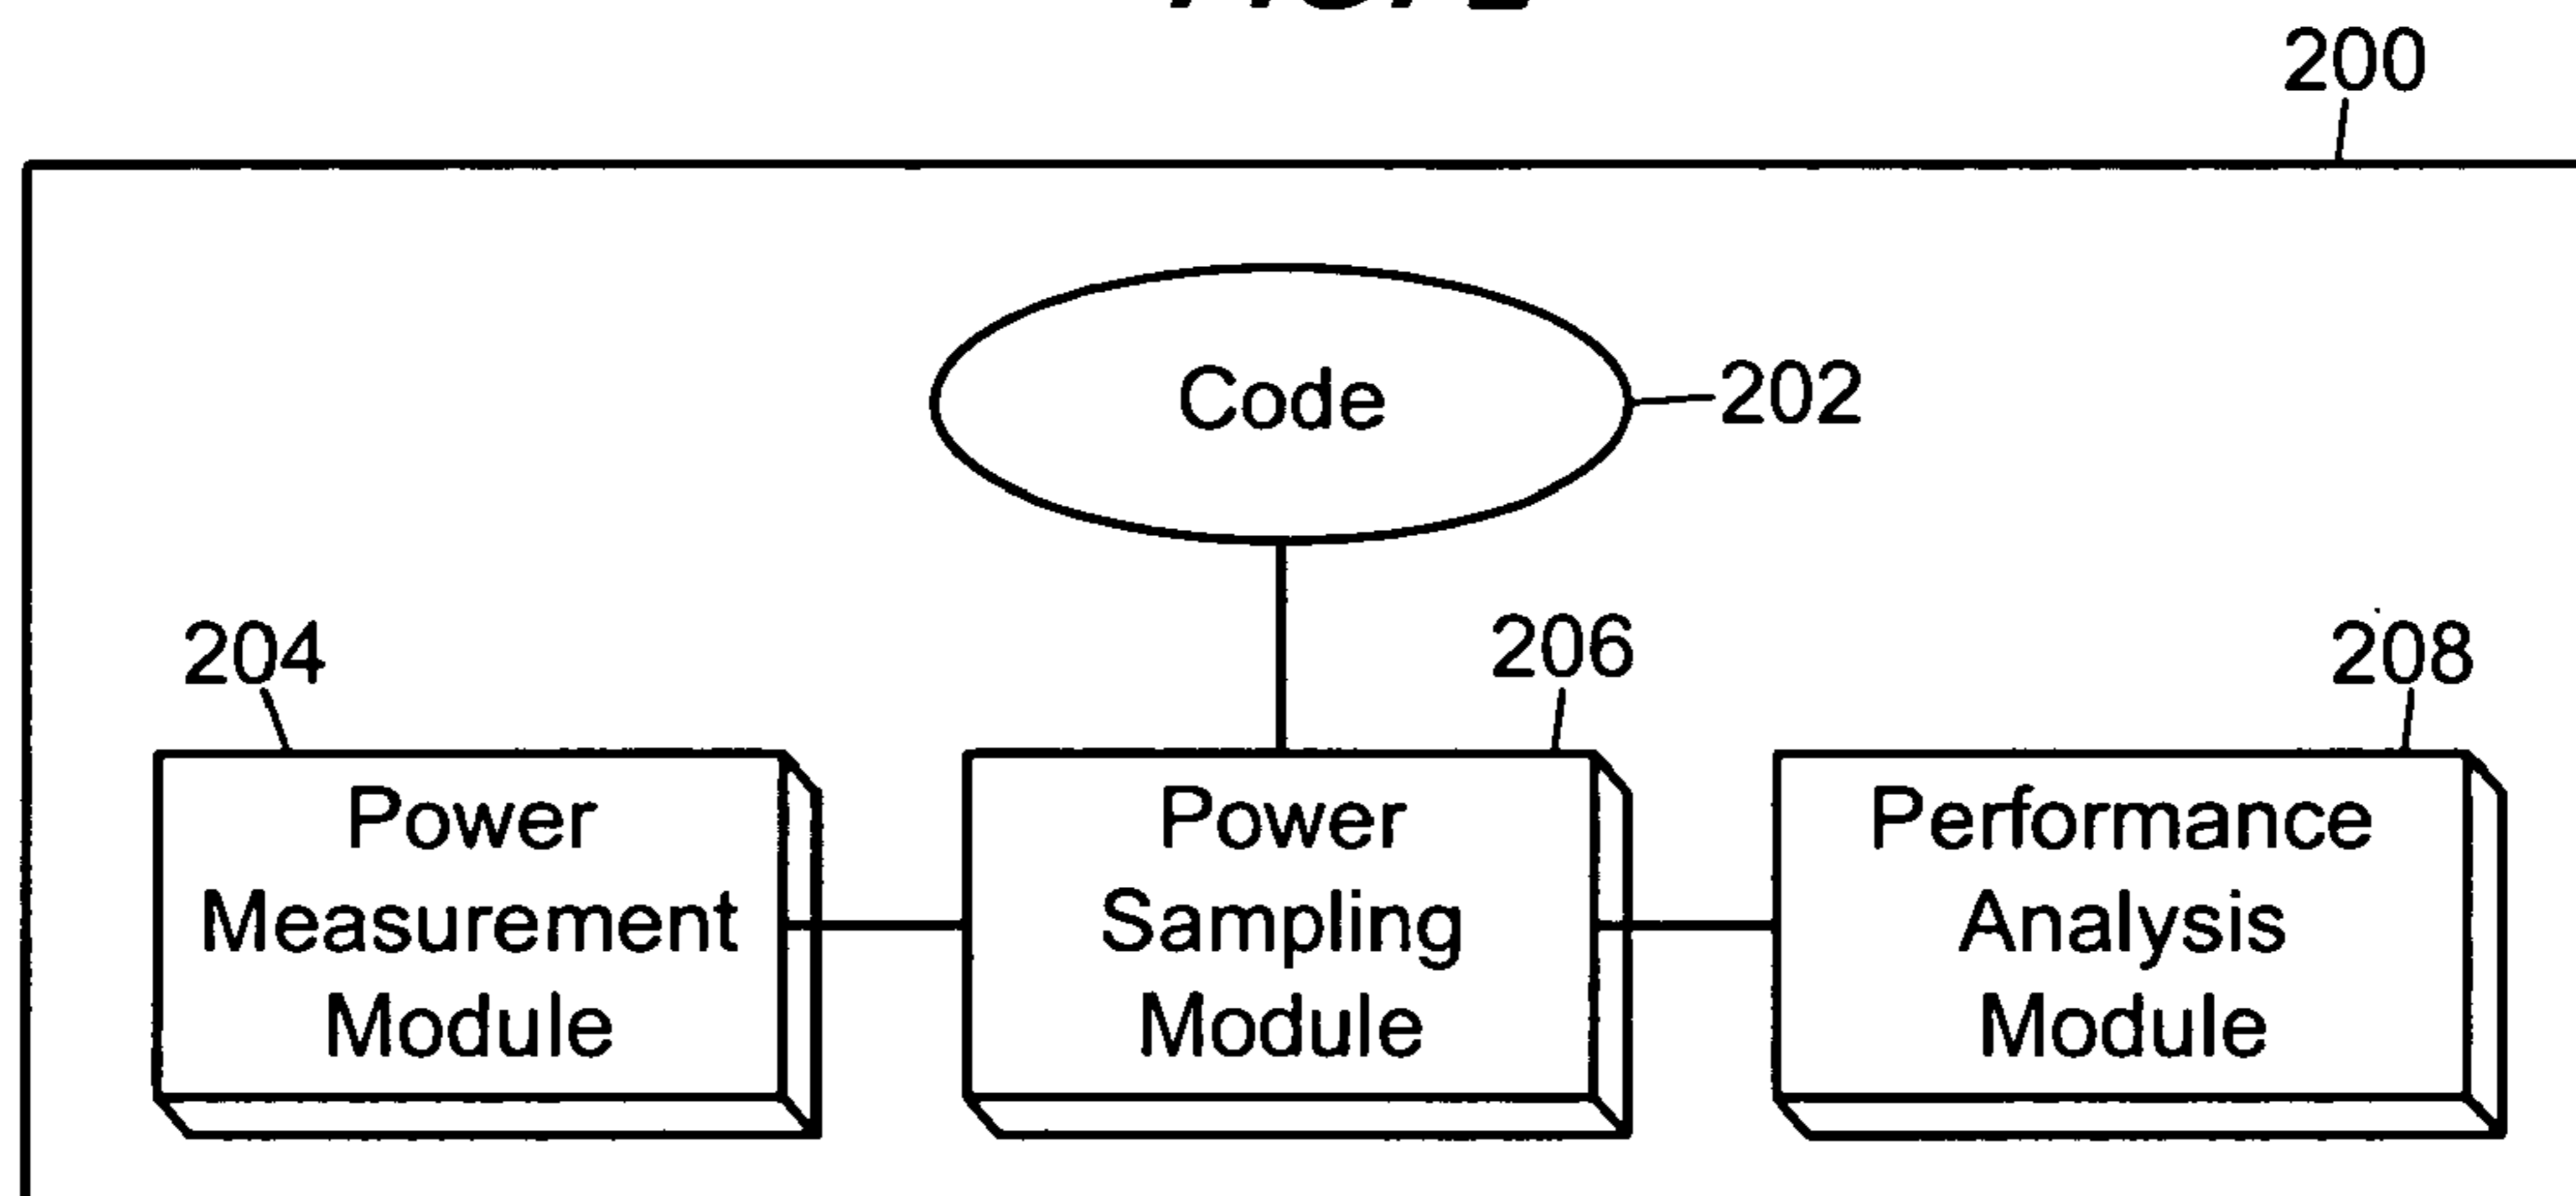 200
Code
202
204
206
208
Power
Measurement
Module
Power
Sampling
Module
Performance
Analysis
Module